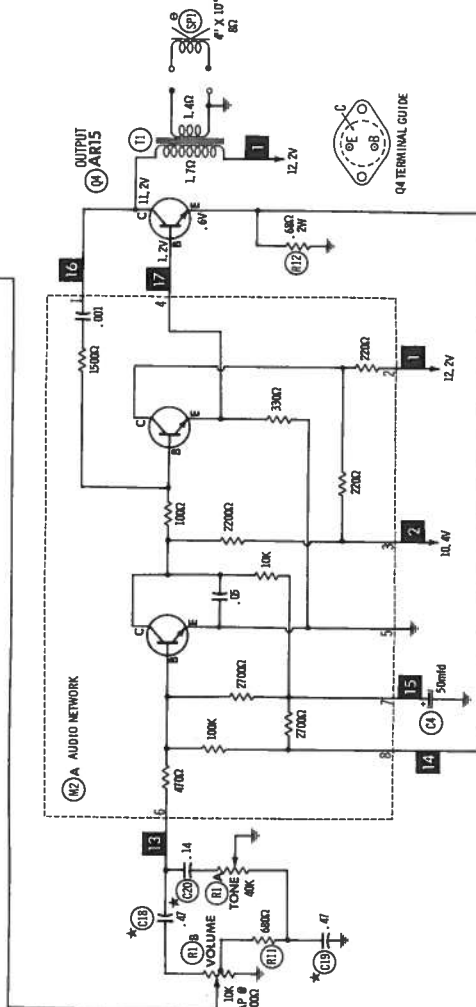 SP1
4" X 10"
8Ω
OUTPUT
Q4 AR15
T1
1.4Ω
1.7Ω
1
12.2V
C 11.2V
B
1.2V
E
.6V
.68Ω
2W
R12
C
E
B
Q4 TERMINAL GUIDE
16
1
.001
1500Ω
17
4
M2 A AUDIO NETWORK
C
B
E
100Ω
330Ω
220Ω
2
1
12.2V
220Ω
2200Ω
3
2
10.4V
C
B
E
.05
10K
5
2700Ω
2700Ω
7
15
C4
+
50mfd
470Ω
100K
6
8
14
13
★ C18
.47
★ C20
.14
R1 A
TONE
40K
R1 B
VOLUME
10K
680Ω
R11
★ C19
.47